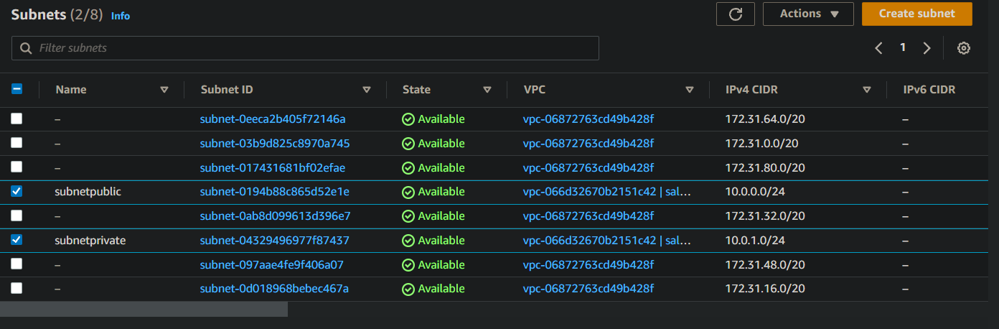 Subnets (2/8) Info Actions Create subnet
Filter subnets 1
Name Subnet ID State VPC IPv4 CIDR IPv6 CIDR
– subnet-0eeca2b405f72146a Available vpc-06872763cd49b428f 172.31.64.0/20 –
– subnet-03b9d825c8970a745 Available vpc-06872763cd49b428f 172.31.0.0/20 –
– subnet-017431681bf02efae Available vpc-06872763cd49b428f 172.31.80.0/20 –
subnetpublic subnet-0194b88c865d52e1e Available vpc-066d32670b2151c42 | sal... 10.0.0.0/24 –
– subnet-0ab8d099613d396e7 Available vpc-06872763cd49b428f 172.31.32.0/20 –
subnetprivate subnet-04329496977f87437 Available vpc-066d32670b2151c42 | sal... 10.0.1.0/24 –
– subnet-097aae4fe9f406a07 Available vpc-06872763cd49b428f 172.31.48.0/20 –
– subnet-0d018968bebec467a Available vpc-06872763cd49b428f 172.31.16.0/20 –